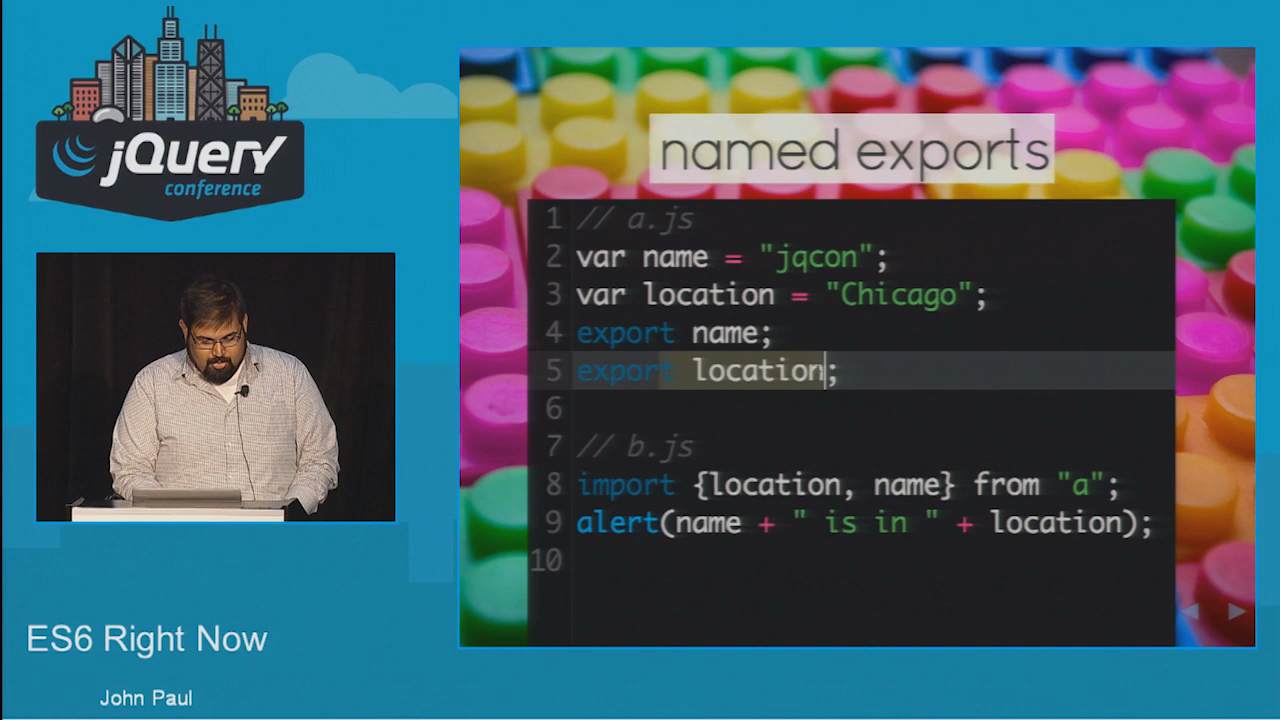 jQuery
conference
named exports
1 // a.js
2 var name = "jqcon";
3 var location = "Chicago";
4 export name;
5 export location;
6
7 // b.js
8 import {location, name} from "a";
9 alert(name + " is in " + location);
10
ES6 Right Now
John Paul